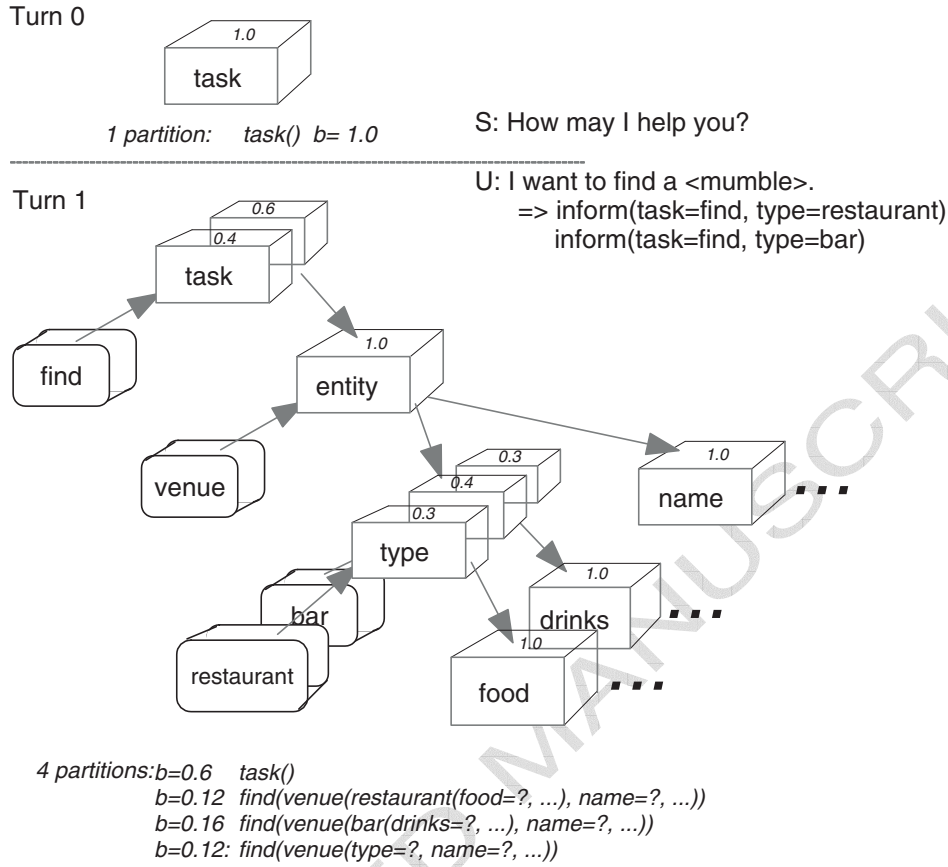 Turn 0
1.0
task
1 partition: task() b= 1.0
S: How may I help you?
Turn 1
U: I want to find a <mumble>.
=> inform(task=find, type=restaurant)
inform(task=find, type=bar)
0.6
0.4
task
find
1.0
entity
venue
1.0
name
...
0.3
0.4
0.3
type
bar
restaurant
1.0
drinks
...
1.0
food
...
4 partitions: b=0.6 task()
b=0.12 find(venue(restaurant(food=?, ...), name=?, ...))
b=0.16 find(venue(bar(drinks=?, ...), name=?, ...))
b=0.12: find(venue(type=?, name=?, ...))